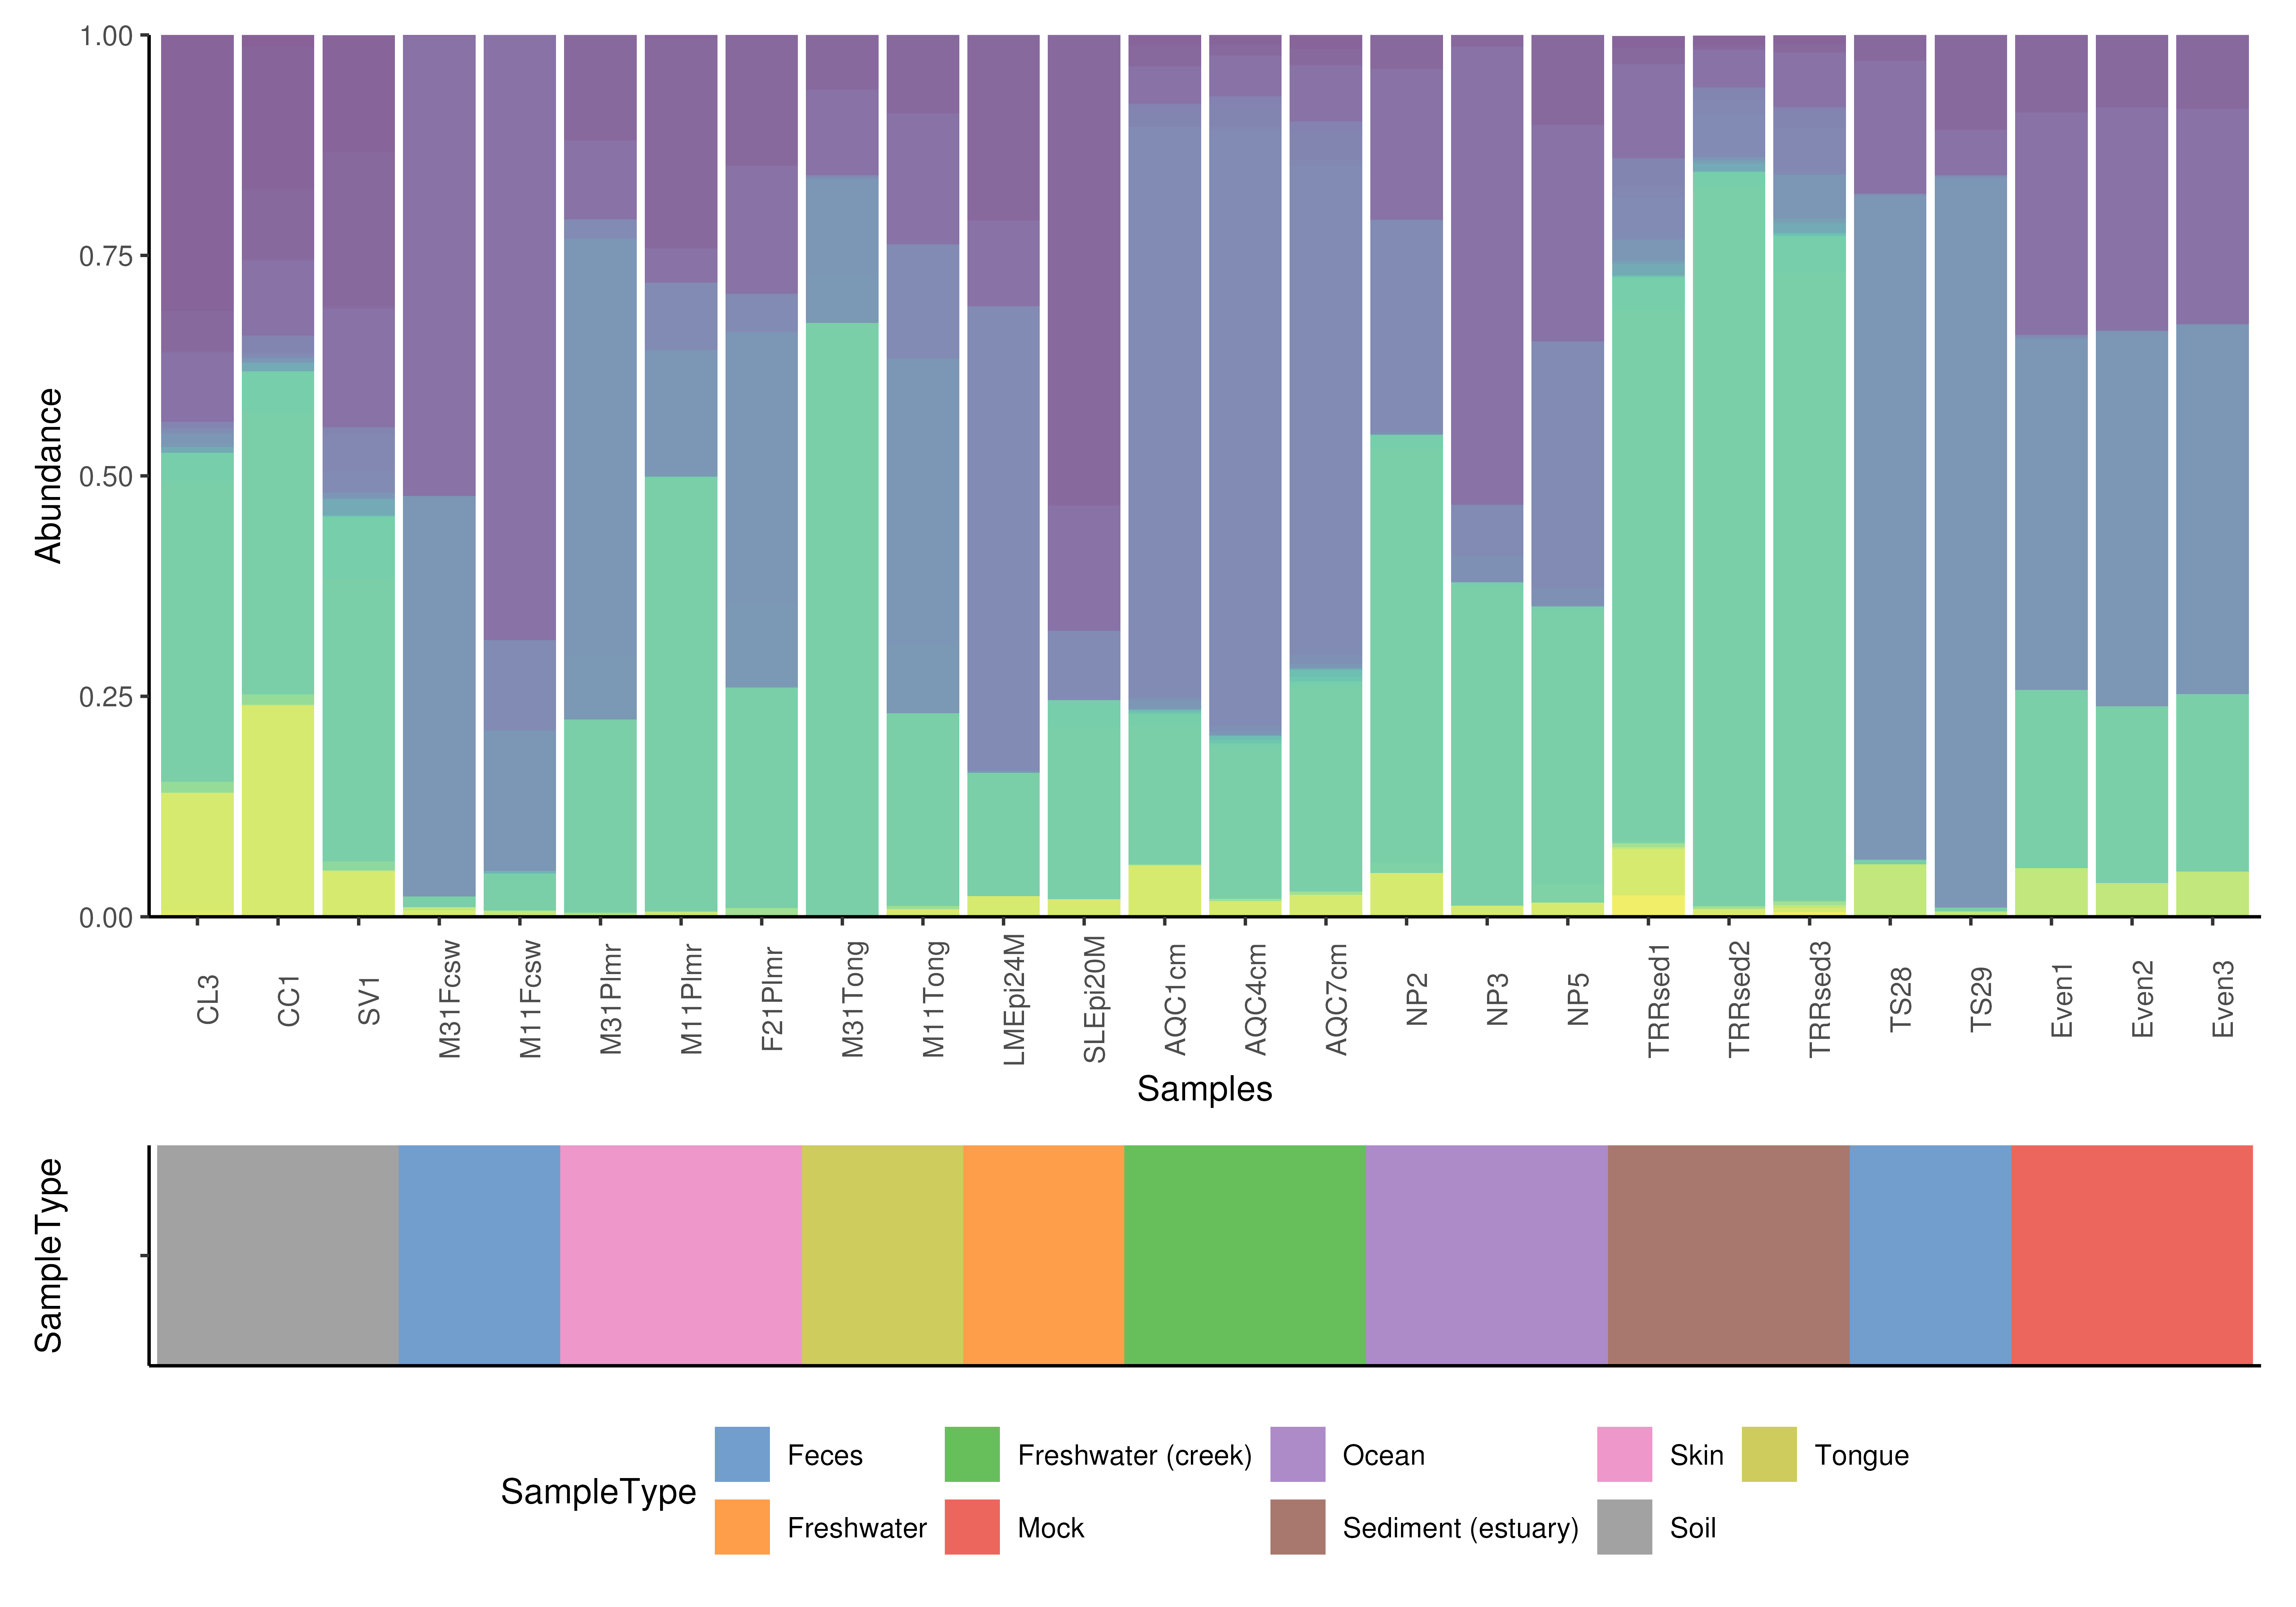 1.00
0.75
0.50
0.25
0.00
Abundance
CL3 CC1 SV1 M31Fcsw M11Fcsw M31Plmr M11Plmr F21Plmr M31Tong M11Tong LMEpi24M SLEpi20M AQC1cm AQC4cm AQC7cm NP2 NP3 NP5 TRRsed1 TRRsed2 TRRsed3 TS28 TS29 Even1 Even2 Even3
Samples
SampleType
SampleType
Feces Freshwater (creek) Ocean Skin Tongue
Freshwater Mock Sediment (estuary) Soil